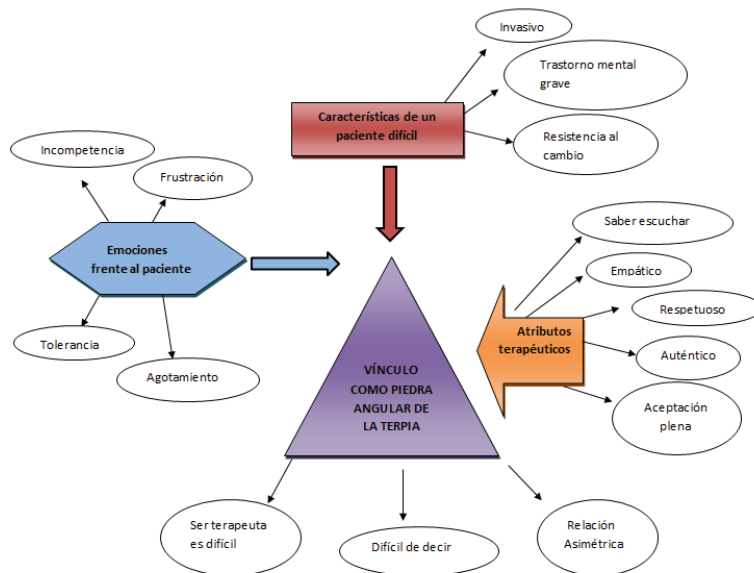 Invasivo
Trastorno mental
grave
Características de un
paciente difícil
Resistencia al
cambio
Incompetencia
Frustración
Emociones
frente al paciente
Tolerancia
Agotamiento
Saber escuchar
Empático
Respetuoso
Atributos
terapéuticos
Auténtico
Aceptación
plena
VÍNCULO
COMO PIEDRA
ANGULAR DE
LA TERPIA
Ser terapeuta
es difícil
Difícil de decir
Relación
Asimétrica